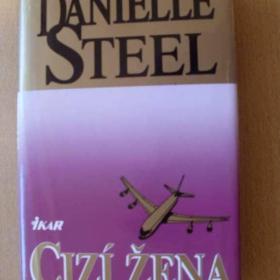 DANIELLE
STEEL
IKAR
CIZÍ ŽENA